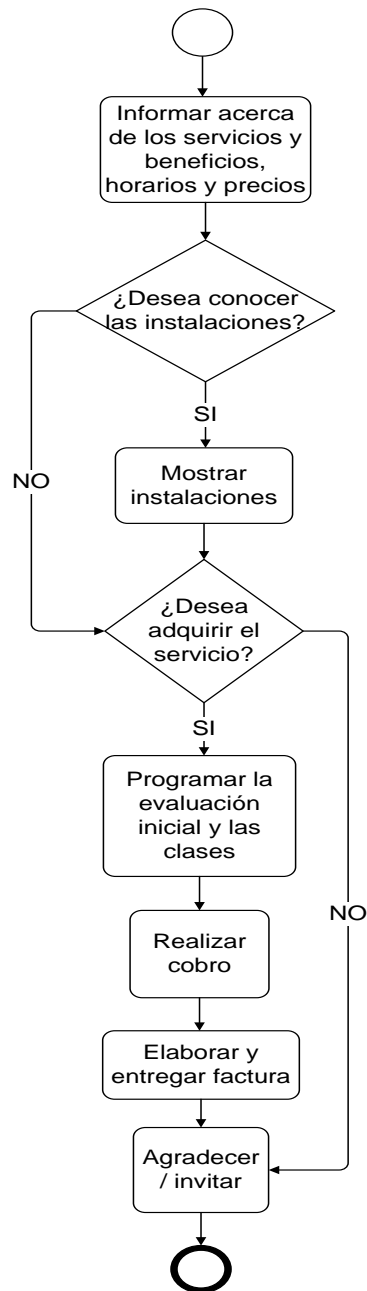 Informar acerca
de los servicios y
beneficios,
horarios y precios
¿Desea conocer
las instalaciones?
SI
NO
Mostrar
instalaciones
¿Desea
adquirir el
servicio?
SI
NO
Programar la
evaluación
inicial y las
clases
Realizar
cobro
Elaborar y
entregar factura
Agradecer
/ invitar